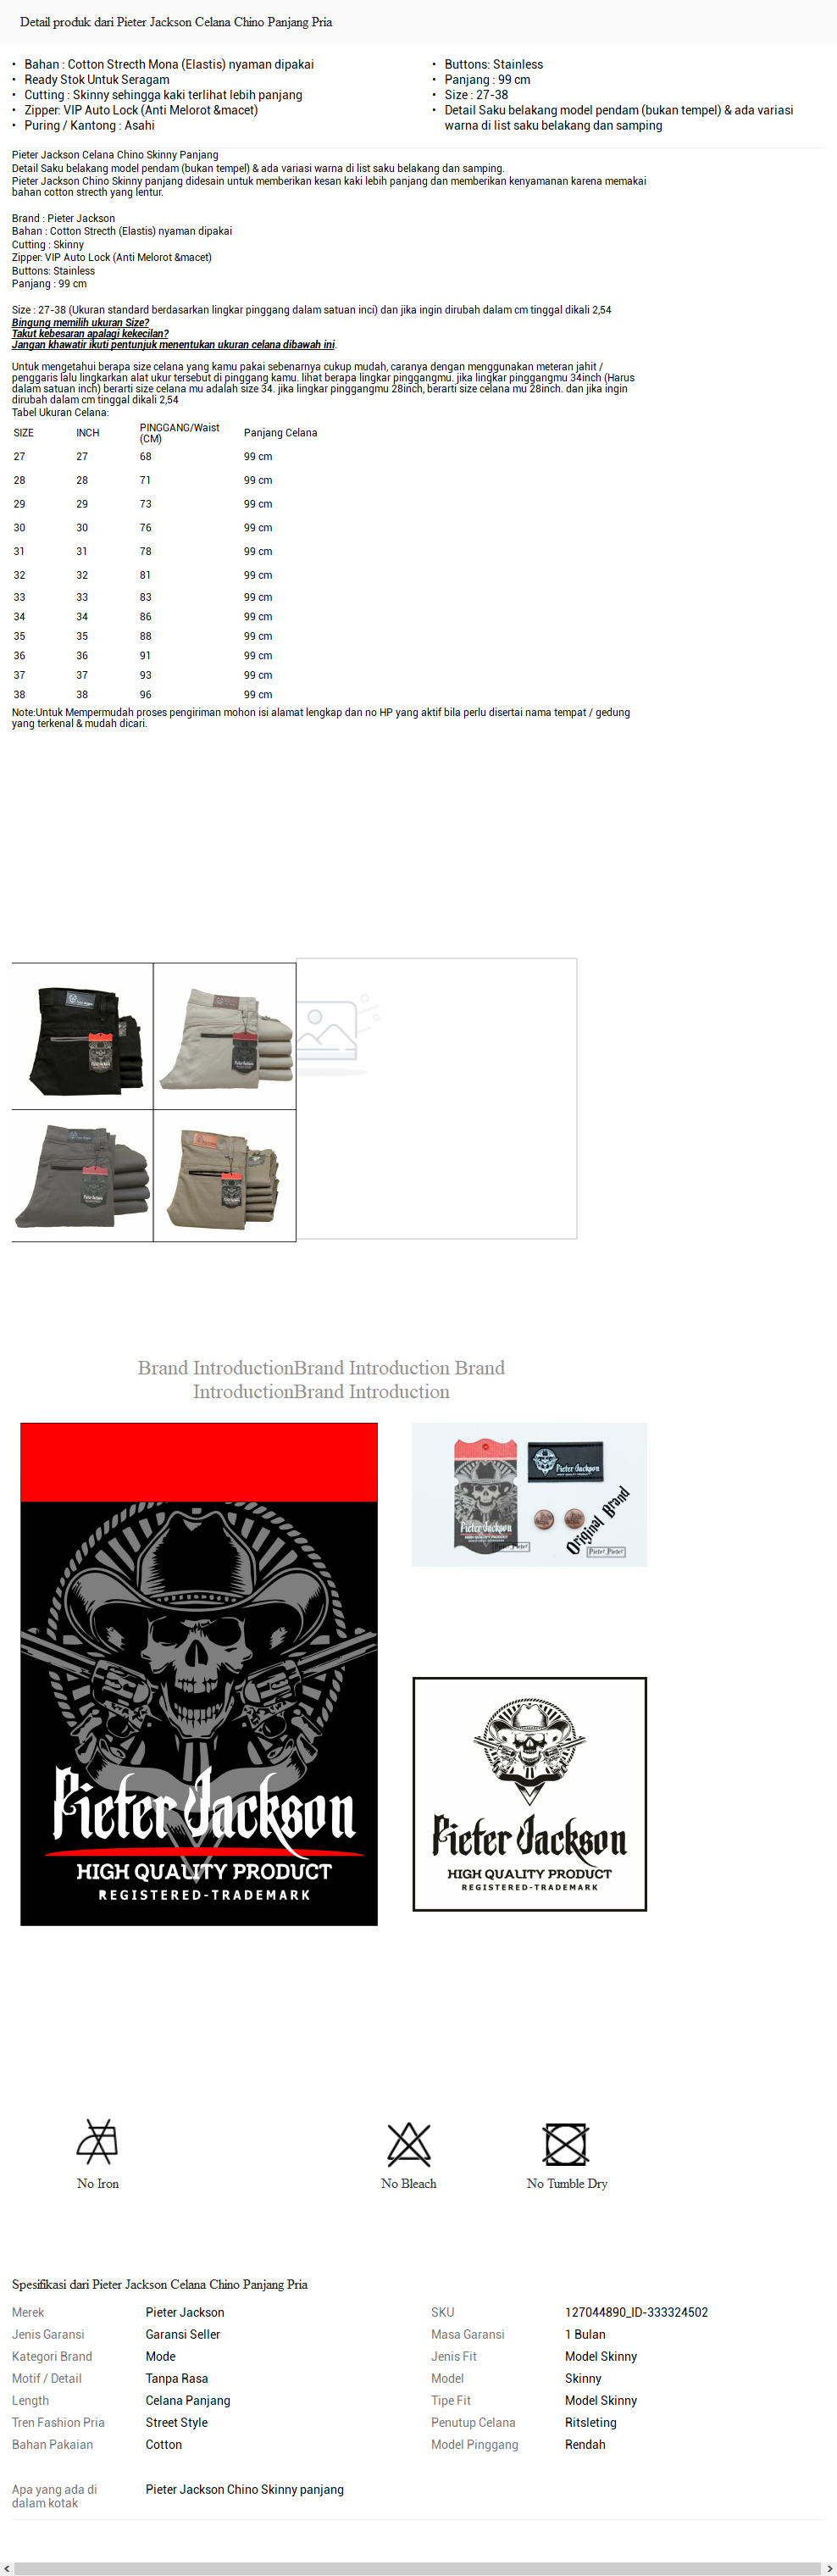 Detail produk dari Pieter Jackson Celana Chino Panjang Pria
• Bahan : Cotton Strecth Mona (Elastis) nyaman dipakai
• Ready Stok Untuk Seragam
• Cutting : Skinny sehingga kaki terlihat lebih panjang
• Zipper: VIP Auto Lock (Anti Melorot &macet)
• Puring / Kantong : Asahi
• Buttons: Stainless
• Panjang : 99 cm
• Size : 27-38
• Detail Saku belakang model pendam (bukan tempel) & ada variasi
warna di list saku belakang dan samping
Pieter Jackson Celana Chino Skinny Panjang
Detail Saku belakang model pendam (bukan tempel) & ada variasi warna di list saku belakang dan samping.
Pieter Jackson Chino Skinny panjang didesain untuk memberikan kesan kaki lebih panjang dan memberikan kenyamanan karena memakai
bahan cotton strecth yang lentur.
Brand : Pieter Jackson
Bahan : Cotton Strecth (Elastis) nyaman dipakai
Cutting : Skinny
Zipper: VIP Auto Lock (Anti Melorot &macet)
Buttons: Stainless
Panjang : 99 cm
Size : 27-38 (Ukuran standard berdasarkan lingkar pinggang dalam satuan inci) dan jika ingin dirubah dalam cm tinggal dikali 2,54
Bingung memilih ukuran Size?
Takut kebesaran apalagi kekecilan?
Jangan khawatir ikuti pentunjuk menentukan ukuran celana dibawah ini.
Untuk mengetahui berapa size celana yang kamu pakai sebenarnya cukup mudah, caranya dengan menggunakan meteran jahit /
penggaris lalu lingkarkan alat ukur tersebut di pinggang kamu. lihat berapa lingkar pinggangmu. jika lingkar pinggangmu 34inch (Harus
dalam satuan inch) berarti size celana mu adalah size 34. jika lingkar pinggangmu 28inch, berarti size celana mu 28inch. dan jika ingin
dirubah dalam cm tinggal dikali 2,54
Tabel Ukuran Celana:
SIZE INCH PINGGANG/Waist (CM) Panjang Celana
27 27 68 99 cm
28 28 71 99 cm
29 29 73 99 cm
30 30 76 99 cm
31 31 78 99 cm
32 32 81 99 cm
33 33 83 99 cm
34 34 86 99 cm
35 35 88 99 cm
36 36 91 99 cm
37 37 93 99 cm
38 38 96 99 cm
Note:Untuk Mempermudah proses pengiriman mohon isi alamat lengkap dan no HP yang aktif bila perlu disertai nama tempat / gedung
yang terkenal & mudah dicari.
Brand IntroductionBrand Introduction Brand
IntroductionBrand Introduction
Pieter Jackson
HIGH QUALITY PRODUCT
REGISTERED-TRADEMARK
Pieter Jackson
Pieter Jackson
Original Brand
Pieter_Pieter
Pieter Jackson
HIGH QUALITY PRODUCT
REGISTERED-TRADEMARK
No Iron
No Bleach
No Tumble Dry
Spesifikasi dari Pieter Jackson Celana Chino Panjang Pria
Merek Pieter Jackson SKU 127044890_ID-333324502
Jenis Garansi Garansi Seller Masa Garansi 1 Bulan
Kategori Brand Mode Jenis Fit Model Skinny
Motif / Detail Tanpa Rasa Model Skinny
Length Celana Panjang Tipe Fit Model Skinny
Tren Fashion Pria Street Style Penutup Celana Ritsleting
Bahan Pakaian Cotton Model Pinggang Rendah
Apa yang ada di Pieter Jackson Chino Skinny panjang
dalam kotak